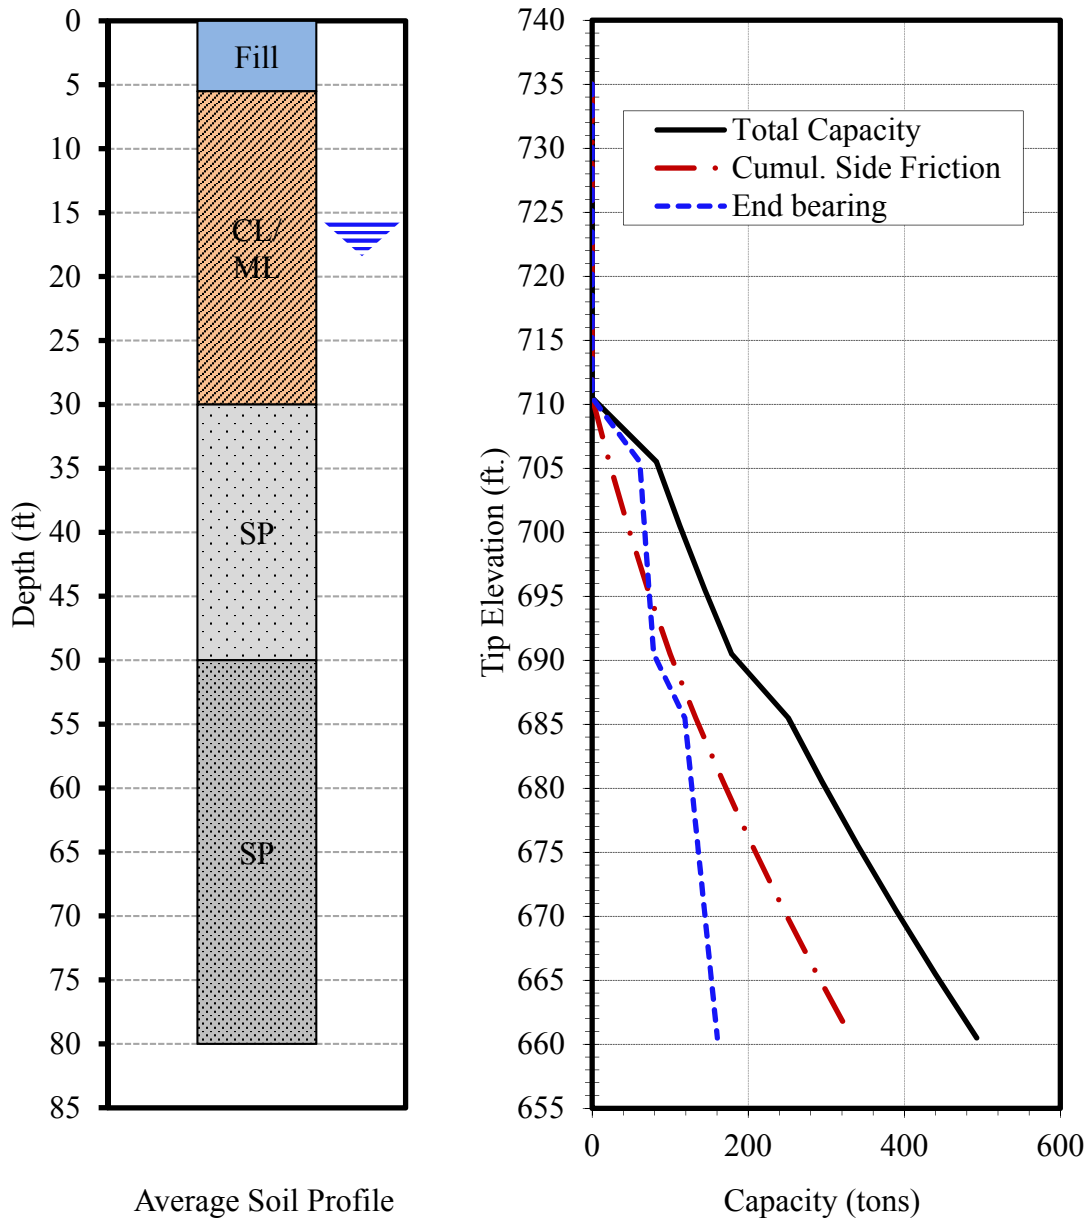 0
5
10
15
20
25
30
35
40
45
50
55
60
65
70
75
80
85
Depth (ft)
Fill
CL/
ML
SP
SP
Average Soil Profile
740
735
730
725
720
715
710
705
700
695
690
685
680
675
670
665
660
655
Tip Elevation (ft.)
Total Capacity
Cumul. Side Friction
End bearing
0 200 400 600
Capacity (tons)